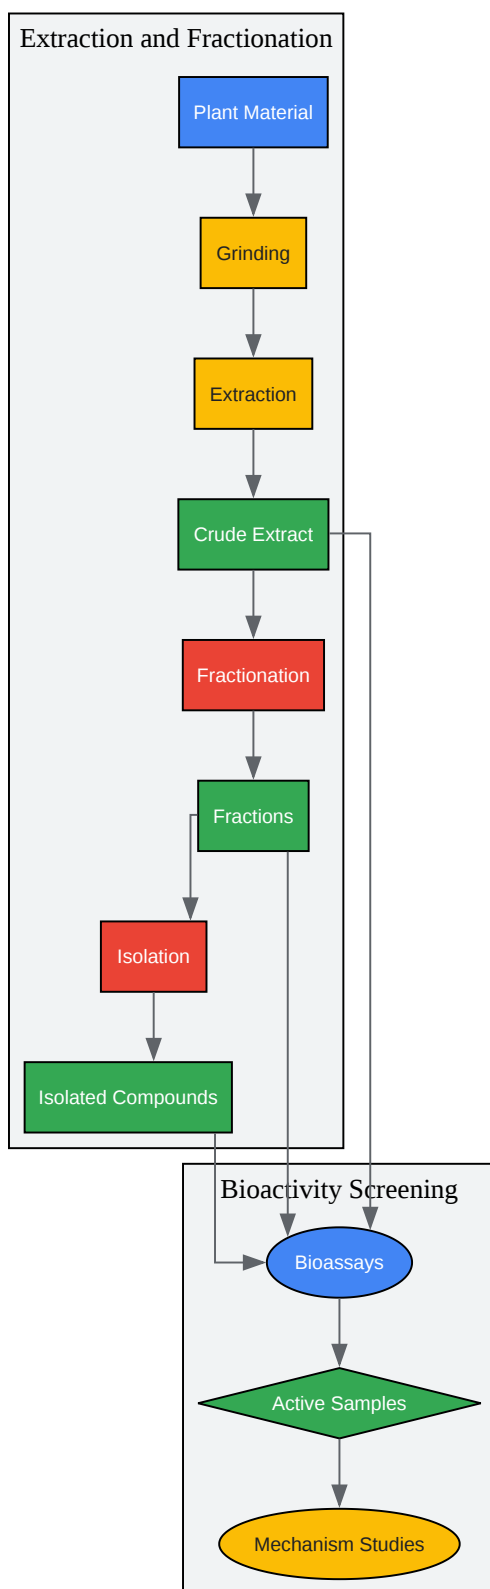 Extraction and Fractionation
Plant Material
Grinding
Extraction
Crude Extract
Fractionation
Fractions
Isolation
Isolated Compounds
Bioactivity Screening
Bioassays
Active Samples
Mechanism Studies